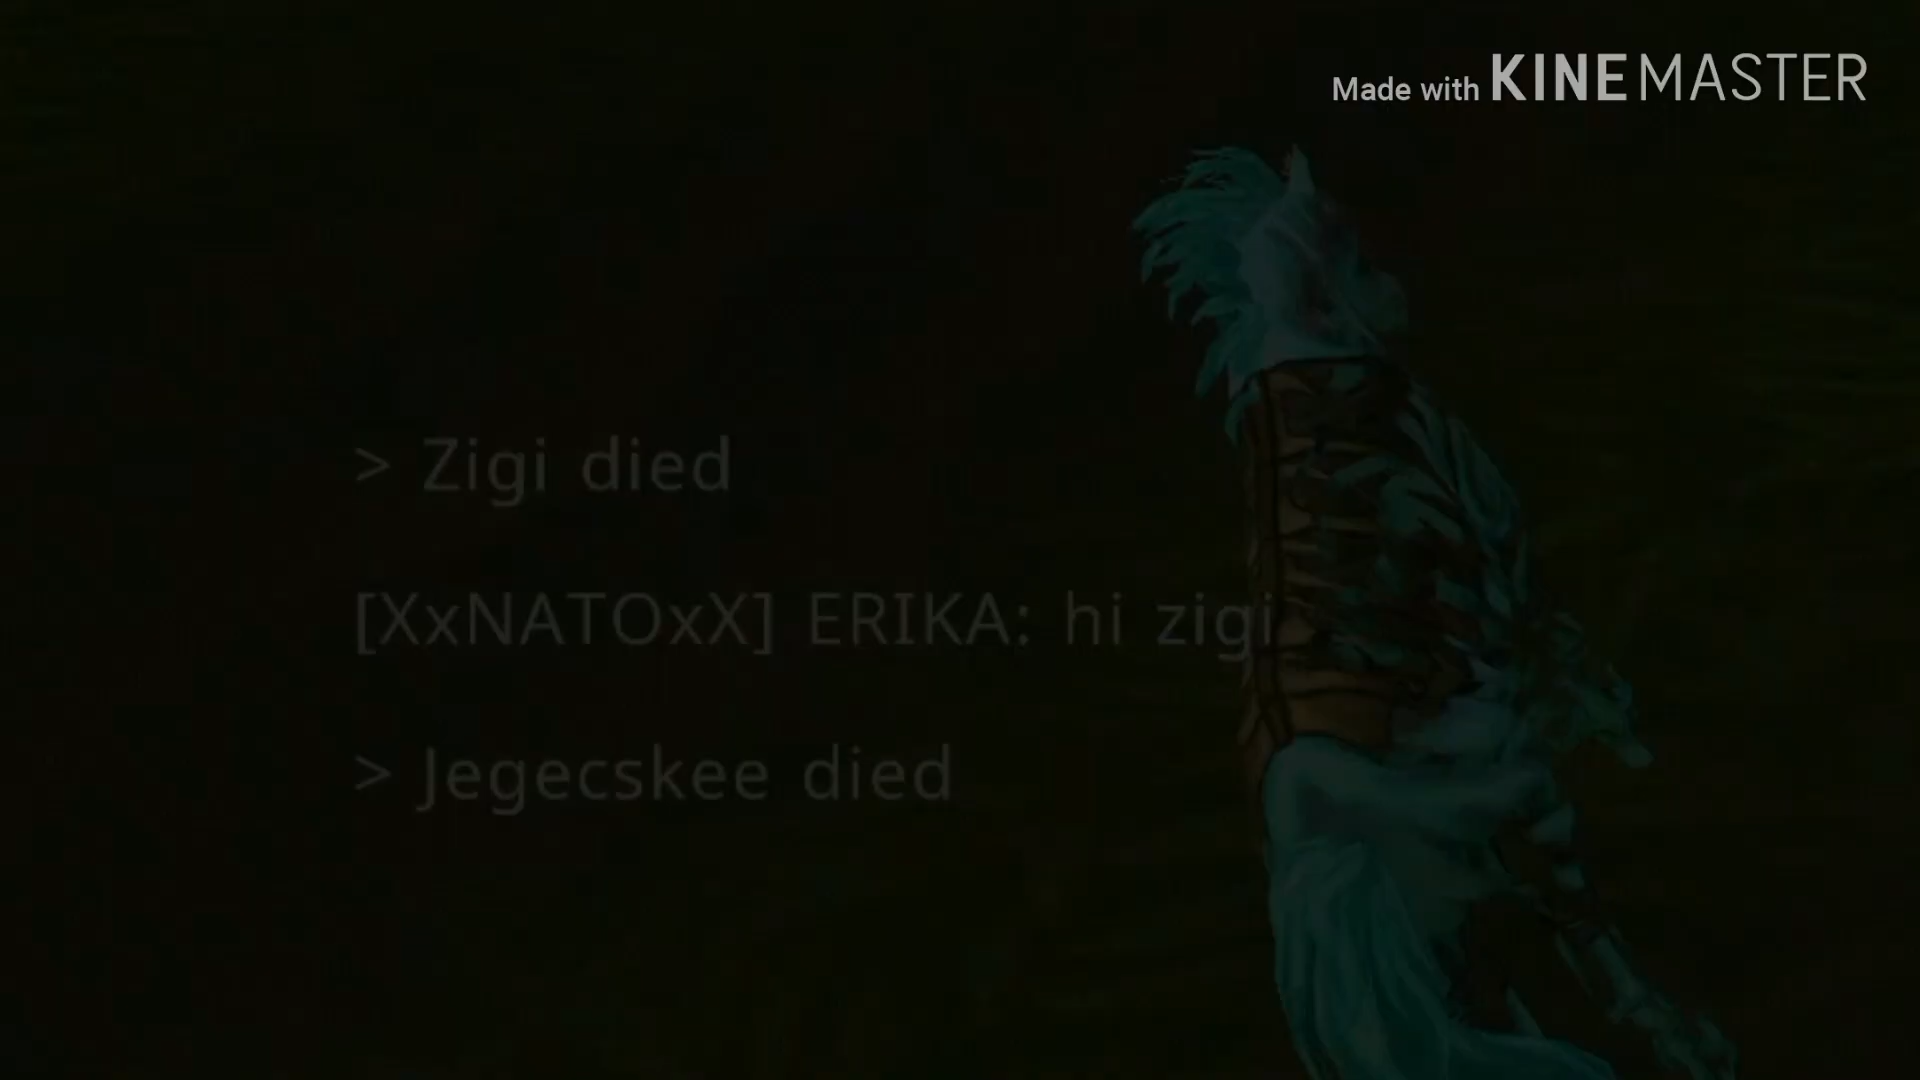 Made with KINEMASTER
> Zigi died
[XxNATOxX] ERIKA: hi zigi
> Jegecskee died